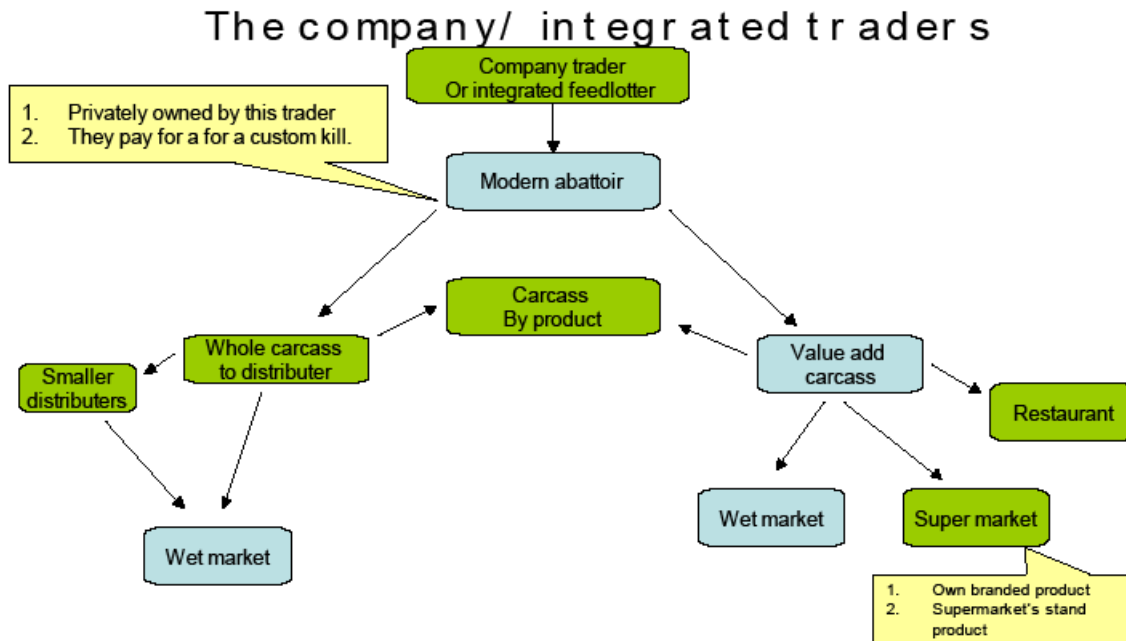 The company/ integrated traders
Company trader
Or integrated feedlotter
1. Privately owned by this trader
2. They pay for a for a custom kill.
Modern abattoir
Carcass
By product
Whole carcass
to distributer
Value add
carcass
Smaller
distributers
Restaurant
Wet market
Super market
Wet market
1. Own branded product
2. Supermarket's stand
product